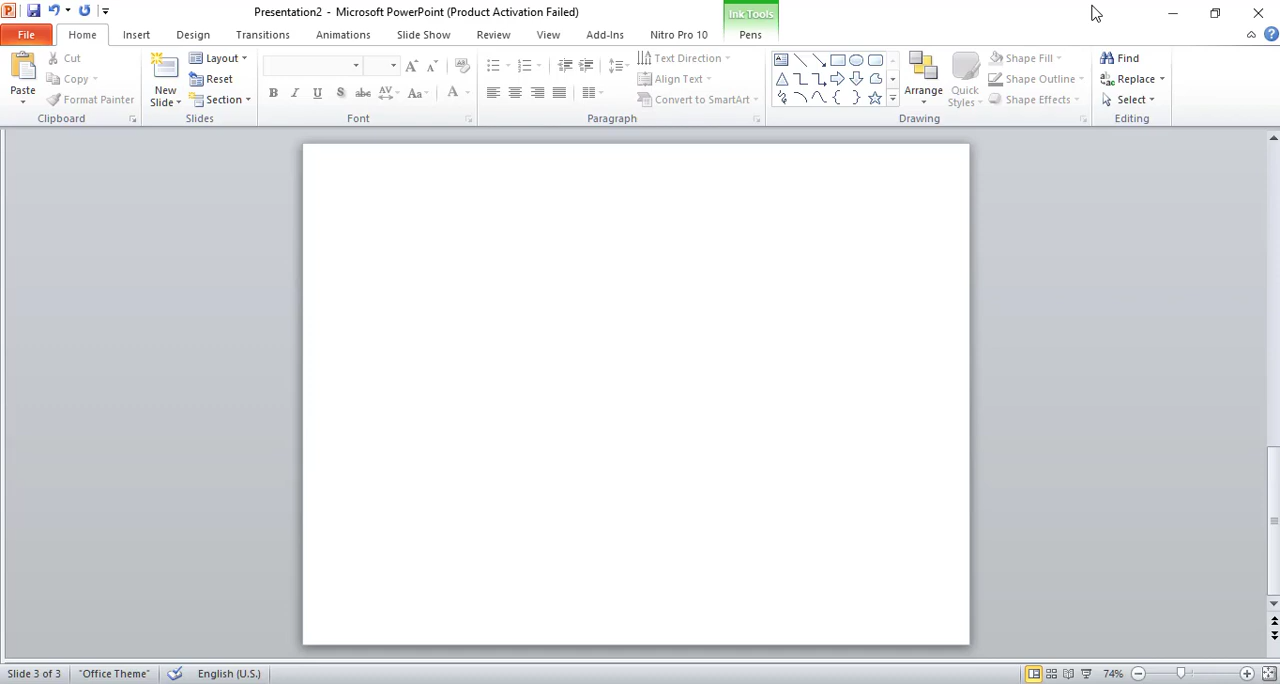 Presentation2 - Microsoft PowerPoint (Product Activation Failed)
Ink Tools
File Home Insert Design Transitions Animations Slide Show Review View Add-Ins Nitro Pro 10 Pens
Paste
Cut
Copy
Format Painter
Clipboard
New Slide
Layout
Reset
Section
Slides
Font
Text Direction
Align Text
Convert to SmartArt
Paragraph
Arrange
Quick Styles
Shape Fill
Shape Outline
Shape Effects
Drawing
Find
Replace
Select
Editing
Slide 3 of 3 "Office Theme" English (U.S.) 74%